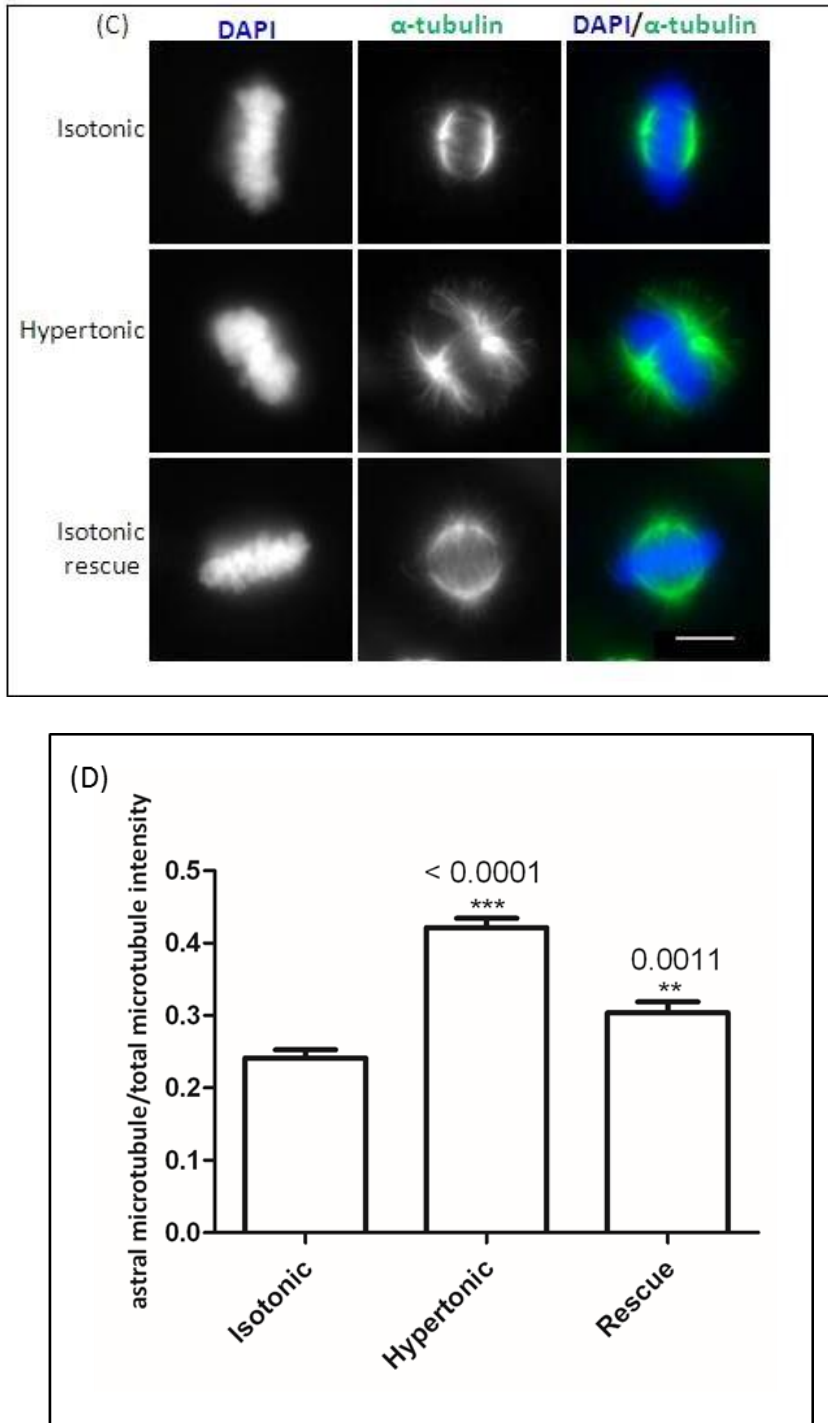 (C) DAPI α-tubulin DAPI/α-tubulin
Isotonic
Hypertonic
Isotonic
rescue
(D)
astral microtubule/total microtubule intensity
0.5
0.4
0.3
0.2
0.1
0.0
< 0.0001
***
0.0011
**
Isotonic
Hypertonic
Rescue